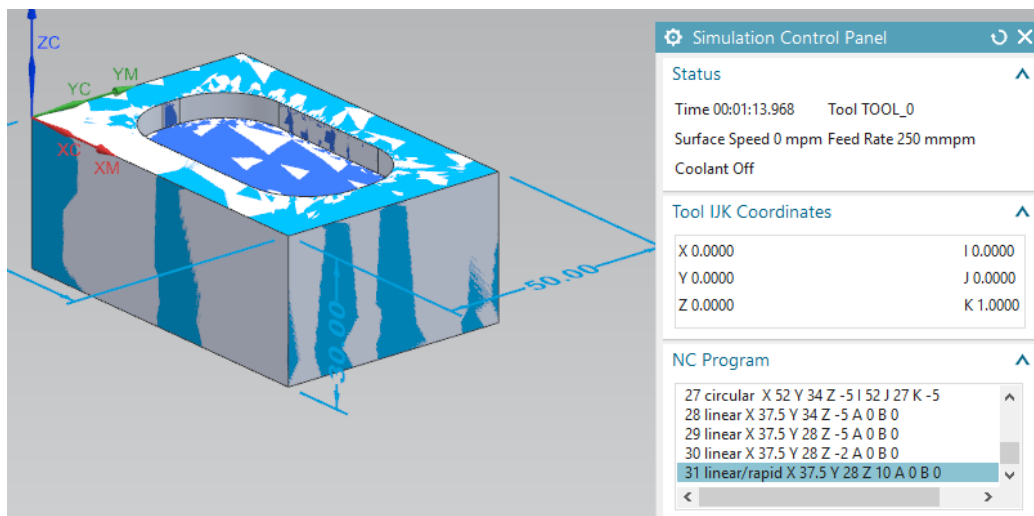 ZC
YC YM
XC
XM
50.00
30.00
Simulation Control Panel
Status
Time 00:01:13.968 Tool TOOL_0
Surface Speed 0 mpm Feed Rate 250 mmpm
Coolant Off
Tool IJK Coordinates
X 0.0000 I 0.0000
Y 0.0000 J 0.0000
Z 0.0000 K 1.0000
NC Program
27 circular X 52 Y 34 Z -5 I 52 J 27 K -5
28 linear X 37.5 Y 34 Z -5 A 0 B 0
29 linear X 37.5 Y 28 Z -5 A 0 B 0
30 linear X 37.5 Y 28 Z -2 A 0 B 0
31 linear/rapid X 37.5 Y 28 Z 10 A 0 B 0